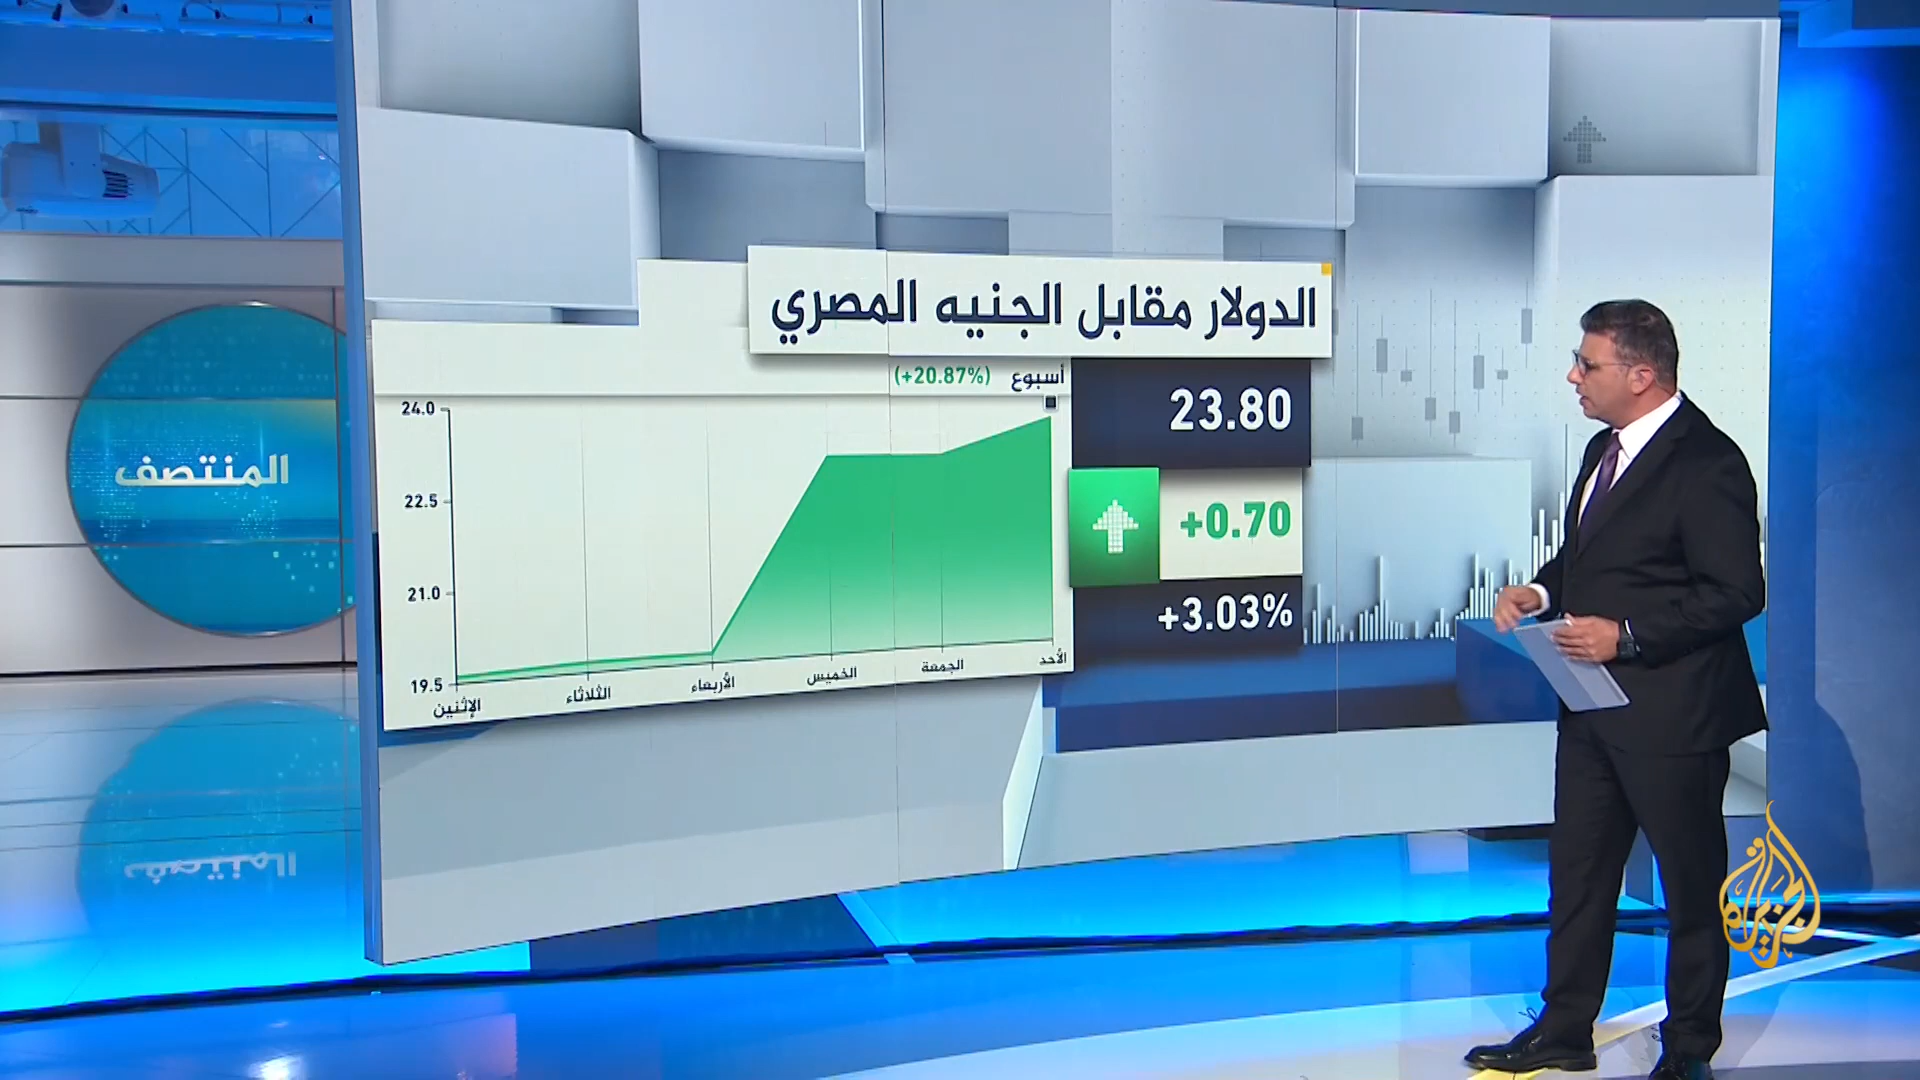 الدولار مقابل الجنيه المصري
أسبوع (+20.87%)
23.80
+0.70
+3.03%
24.0
22.5
21.0
19.5
الإثنين
الثلاثاء
الأربعاء
الخميس
الجمعة
الأحد
المنتصف
الجزيرة